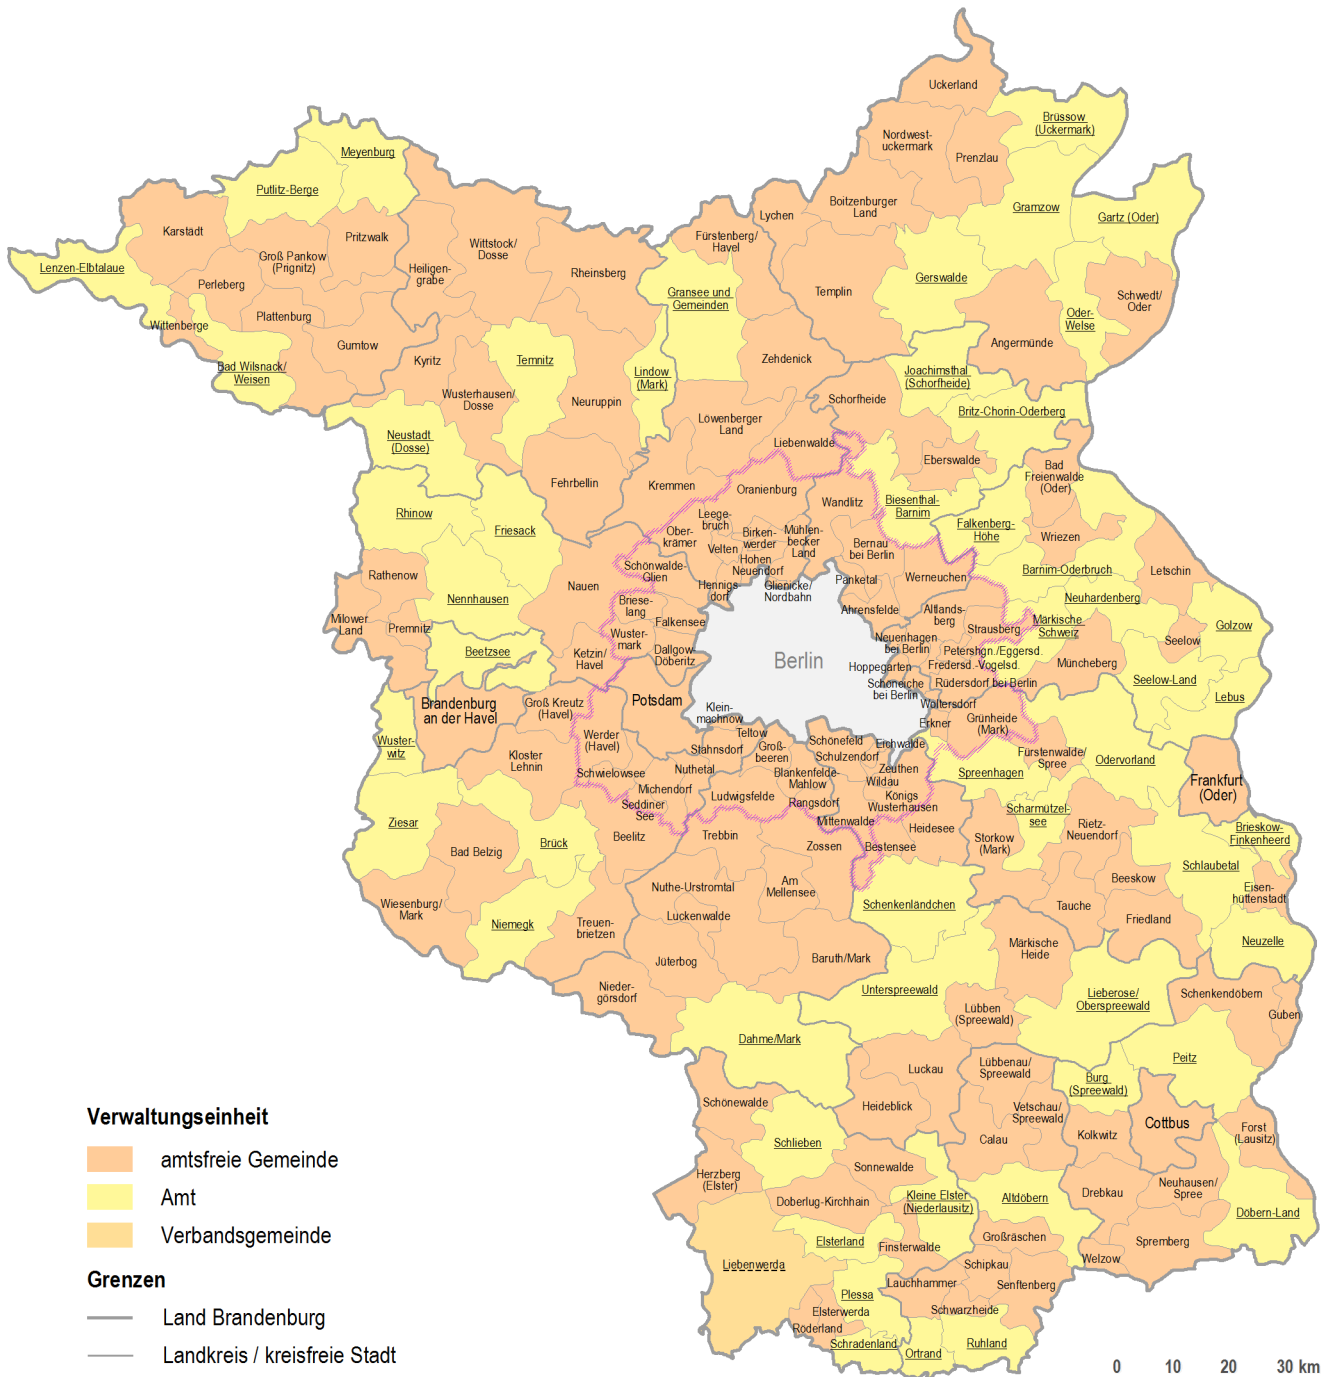 Uckerland
Brüssow
(Uckermark)
Nordwest-
uckermark
Prenzlau
Meyenburg
Putlitz-Berge
Boitzenburger
Land
Gramzow
Lychen
Gartz (Oder)
Karstädt
Pritzwalk
Wittstock/
Dosse
Fürstenberg/
Havel
Groß Pankow
(Prignitz)
Lenzen-Elbtalaue
Heiligen-
grabe
Rheinsberg
Gerswalde
Perleberg
Gransee und
Gemeinden
Templin
Schwedt/
Oder
Plattenburg
Oder-
Welse
Wittenberge
Gumtow
Angermünde
Kyritz
Temnitz
Zehdenick
Bad Wilsnack/
Weisen
Lindow
(Mark)
Joachimsthal
(Schorfheide)
Wusterhausen/
Dosse
Neuruppin
Schorfheide
Britz-Chorin-Oderberg
Löwenberger
Land
Neustadt
(Dosse)
Liebenwalde
Eberswalde
Bad
Freienwalde
(Oder)
Fehrbellin
Kremmen
Oranienburg
Wandlitz
Biesenthal-
Barnim
Rhinow
Friesack
Leege-
bruch
Falkenberg-
Höhe
Ober-
krämer
Birken-
werder
Mühlen-
becker
Land
Wriezen
Velten
Bernau
bei Berlin
Hohen
Neuendorf
Schönwalde-
Glien
Barnim-Oderbruch
Letschin
Rathenow
Nauen
Hennigs
dorf
Glienicke/
Nordbahn
Panketal
Werneuchen
Nennhausen
Briese-
lang
Neuhardenberg
Ahrensfelde
Altlands-
berg
Milower
Land
Premnitz
Falkensee
Strausberg
Märkische
Schweiz
Golzow
Wuster-
mark
Neuenhagen
bei Berlin
Seelow
Beetzsee
Dallgow-
Döberitz
Petershgn./Eggersd.
Ketzin/
Havel
Berlin
Hoppegarten
Fredersd.-Vogelsd.
Müncheberg
Seelow-Land
Schöneiche
bei Berlin
Rüdersdorf bei Berlin
Lebus
Brandenburg
an der Havel
Groß Kreutz
(Havel)
Potsdam
Woltersdorf
Klein-
machnow
Erkner
Grünheide
(Mark)
Wuster-
witz
Werder
(Havel)
Teltow
Stahnsdorf
Groß-
beeren
Schönefeld
Eichwalde
Schulzendorf
Fürstenwalde/
Spree
Odervorland
Kloster
Lehnin
Schwielowsee
Nuthetal
Zeuthen
Blankenfelde-
Mahlow
Wildau
Spreenhagen
Frankfurt
(Oder)
Michendorf
Ludwigsfelde
Königs
Wusterhausen
Rangsdorf
Seddiner
See
Scharmützel-
see
Ziesar
Mittenwalde
Heidesee
Rietz-
Neuendorf
Brieskow-
Finkenheerd
Beelitz
Trebbin
Storkow
(Mark)
Brück
Zossen
Bestensee
Bad Belzig
Schlaubetal
Beeskow
Am
Mellensee
Nuthe-Urstromtal
Eisen-
hüttenstadt
Wiesenburg/
Mark
Luckenwalde
Schenkenländchen
Tauche
Niemegk
Treuen-
brietzen
Friedland
Neuzelle
Märkische
Heide
Jüterbog
Baruth/Mark
Nieder-
görsdorf
Unterspreewald
Lieberose/
Oberspreewald
Schenkendöbern
Lübben
(Spreewald)
Guben
Dahme/Mark
Peitz
Luckau
Lübbenau/
Spreewald
Burg
(Spreewald)
Schönewalde
Heideblick
Vetschau/
Spreewald
Cottbus
Kolkwitz
Forst
(Lausitz)
Schlieben
Calau
Herzberg
(Elster)
Sonnewalde
Doberlug-Kirchhain
Kleine Elster
(Niederlausitz)
Altdöbern
Drebkau
Neuhausen/
Spree
Döbern-Land
Elsterland
Finsterwalde
Großräschen
Spremberg
Liebenwerda
Schipkau
Welzow
Lauchhammer
Senftenberg
Plessa
Elsterwerda
Schwarzheide
Röderland
Schradenland
Ortrand
Ruhland
Verwaltungseinheit
amtsfreie Gemeinde
Amt
Verbandsgemeinde
Grenzen
Land Brandenburg
Landkreis / kreisfreie Stadt
0 10 20 30 km